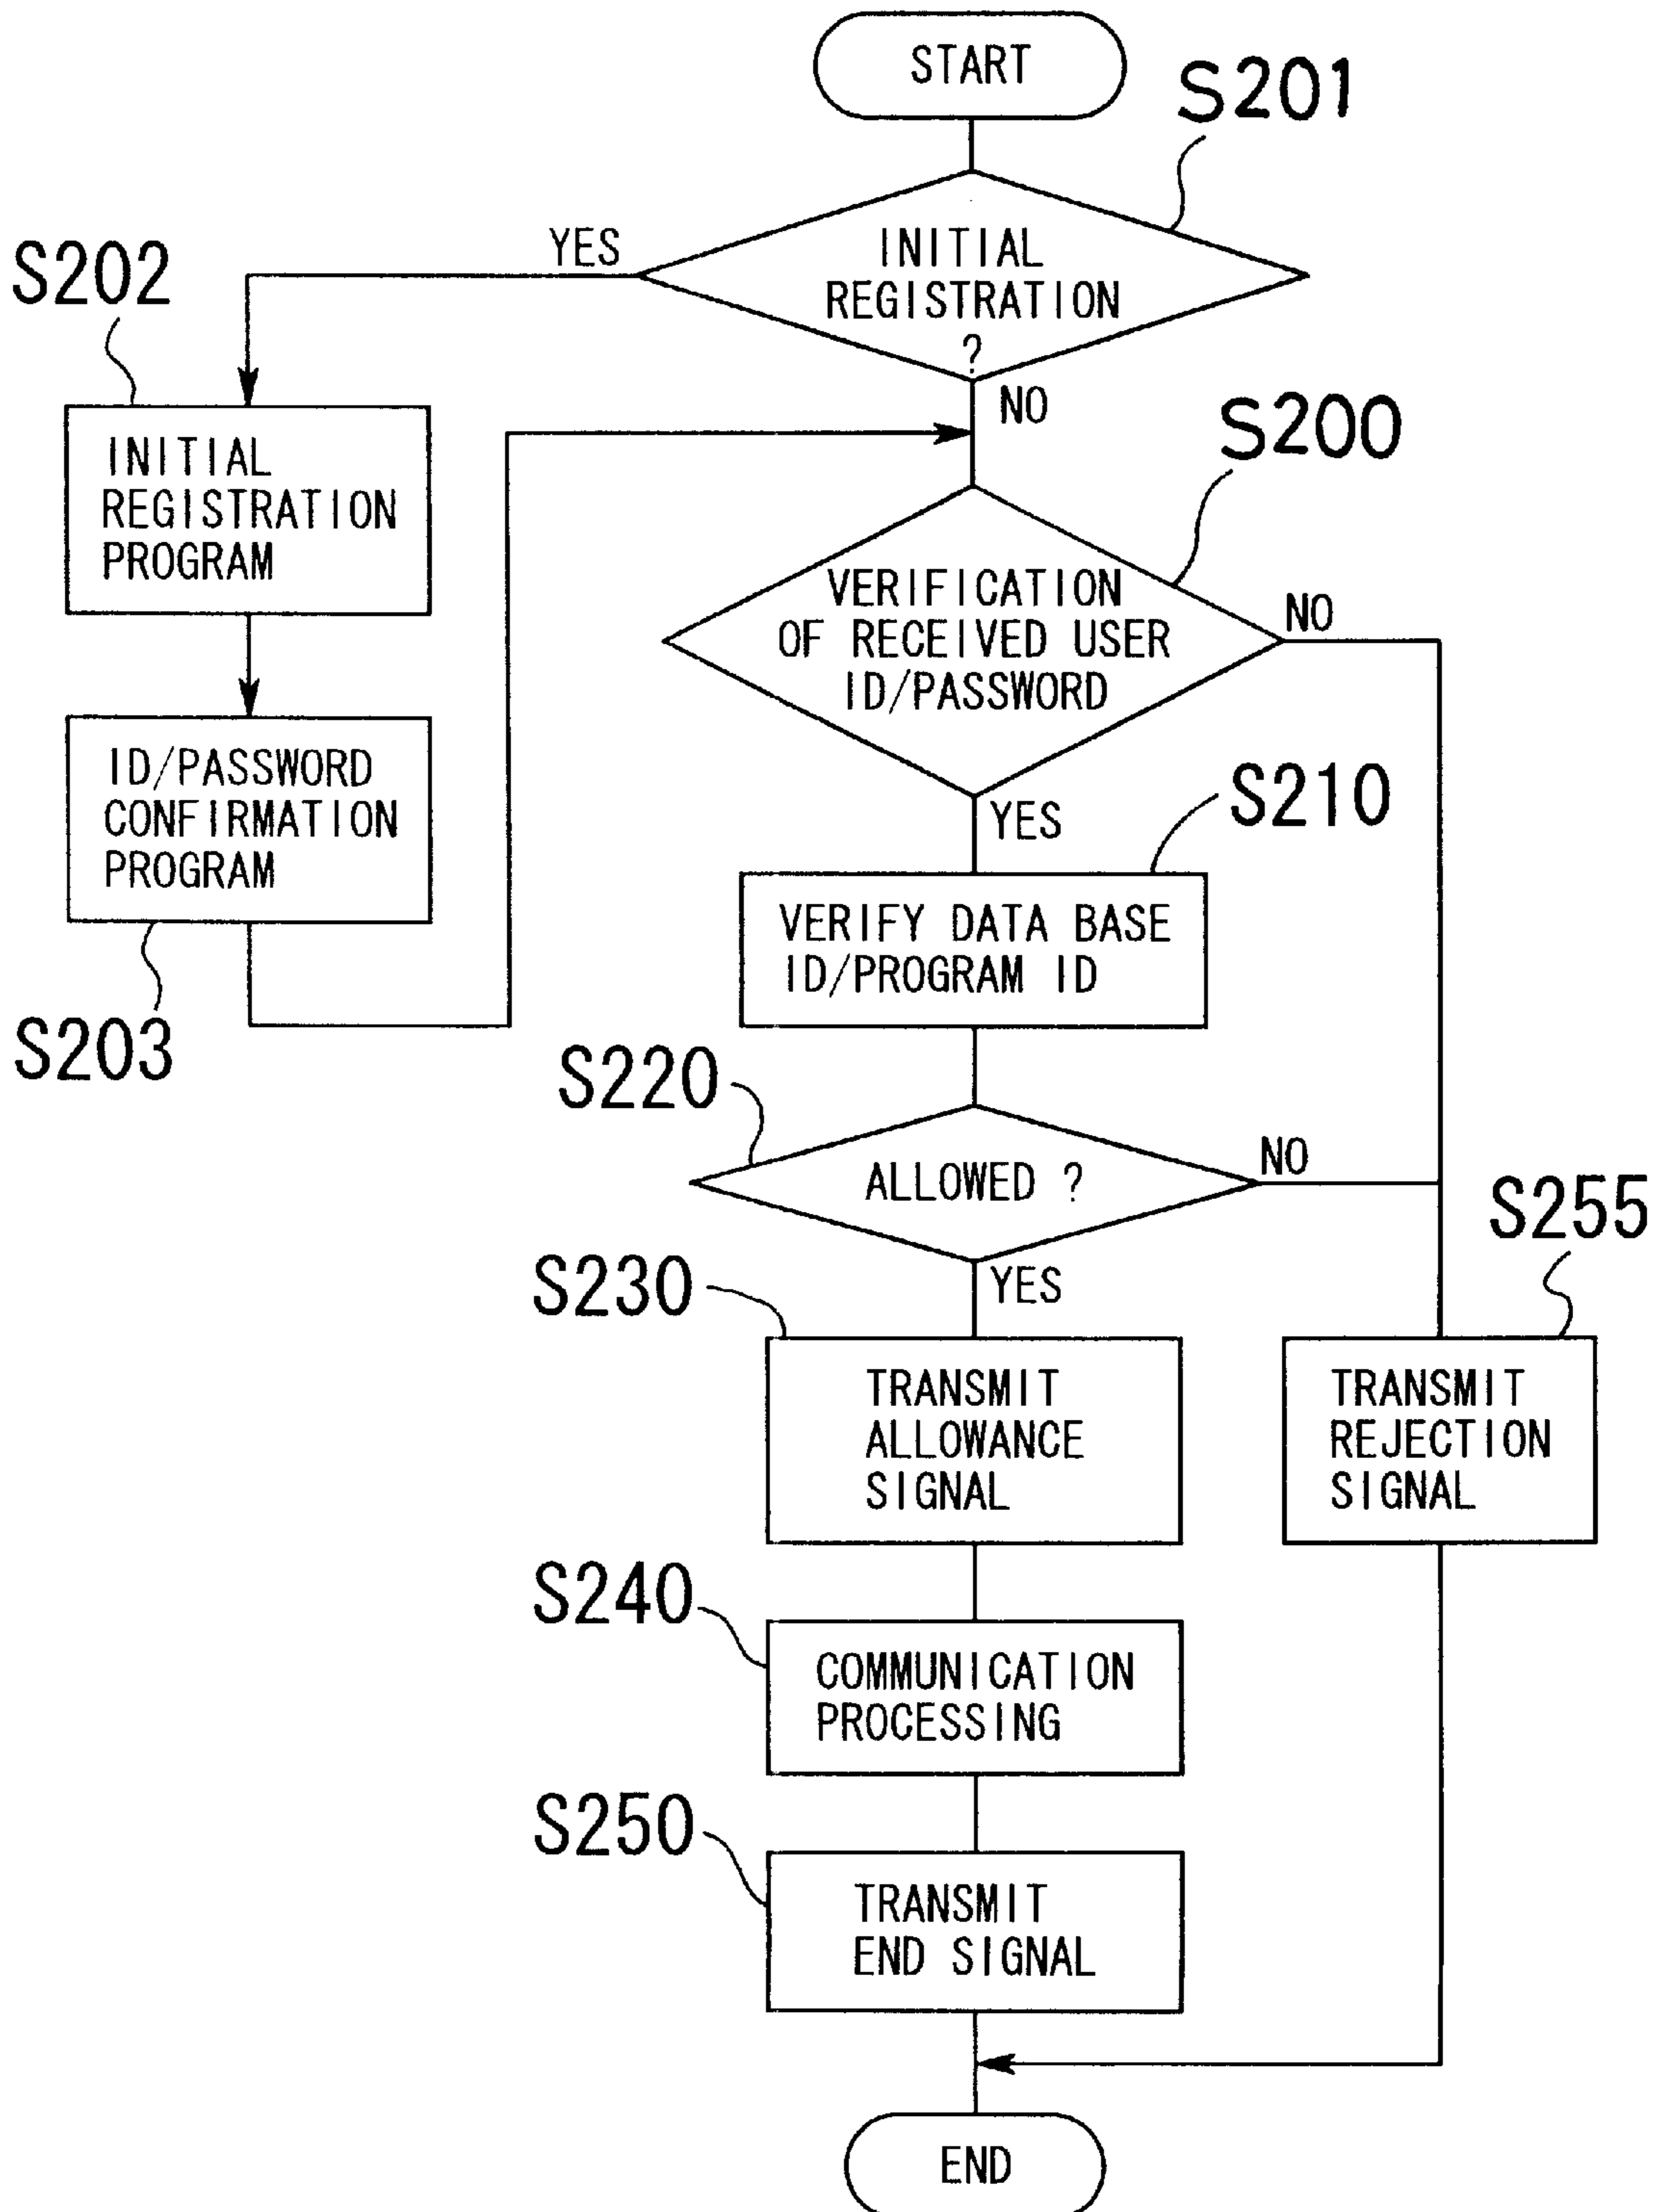 START
S201
YES
INITIAL
REGISTRATION
?
S202
NO
INITIAL
REGISTRATION
PROGRAM
S200
VERIFICATION
OF RECEIVED USER
ID/PASSWORD
NO
ID/PASSWORD
CONFIRMATION
PROGRAM
S203
YES
S210
VERIFY DATA BASE
ID/PROGRAM ID
S220
ALLOWED ?
NO
S255
YES
S230
TRANSMIT
ALLOWANCE
SIGNAL
TRANSMIT
REJECTION
SIGNAL
S240
COMMUNICATION
PROCESSING
S250
TRANSMIT
END SIGNAL
END